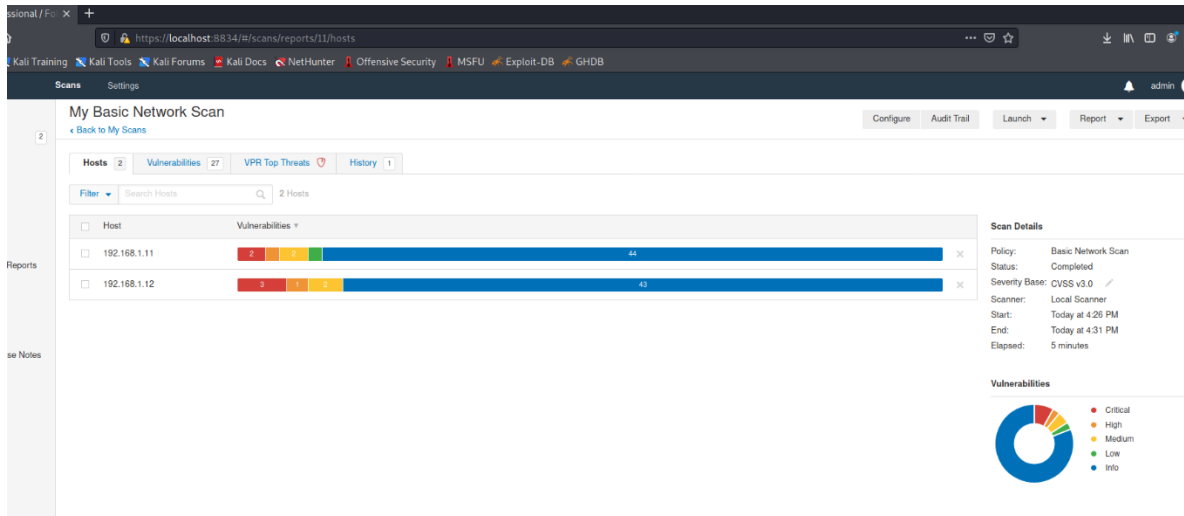 ssional / Fo × +
https://localhost:8834/#/scans/reports/11/hosts
Kali Training Kali Tools Kali Forums Kali Docs NetHunter Offensive Security MSFU Exploit-DB GHDB
Scans Settings admin
My Basic Network Scan Configure Audit Trail Launch Report Export
‹ Back to My Scans
2
Hosts 2 Vulnerabilities 27 VPR Top Threats History 1
Filter Search Hosts 2 Hosts
Host Vulnerabilities
192.168.1.11 2 2 44 ×
192.168.1.12 3 1 2 43 ×
Reports
se Notes
Scan Details
Policy: Basic Network Scan
Status: Completed
Severity Base: CVSS v3.0
Scanner: Local Scanner
Start: Today at 4:26 PM
End: Today at 4:31 PM
Elapsed: 5 minutes
Vulnerabilities
Critical
High
Medium
Low
Info